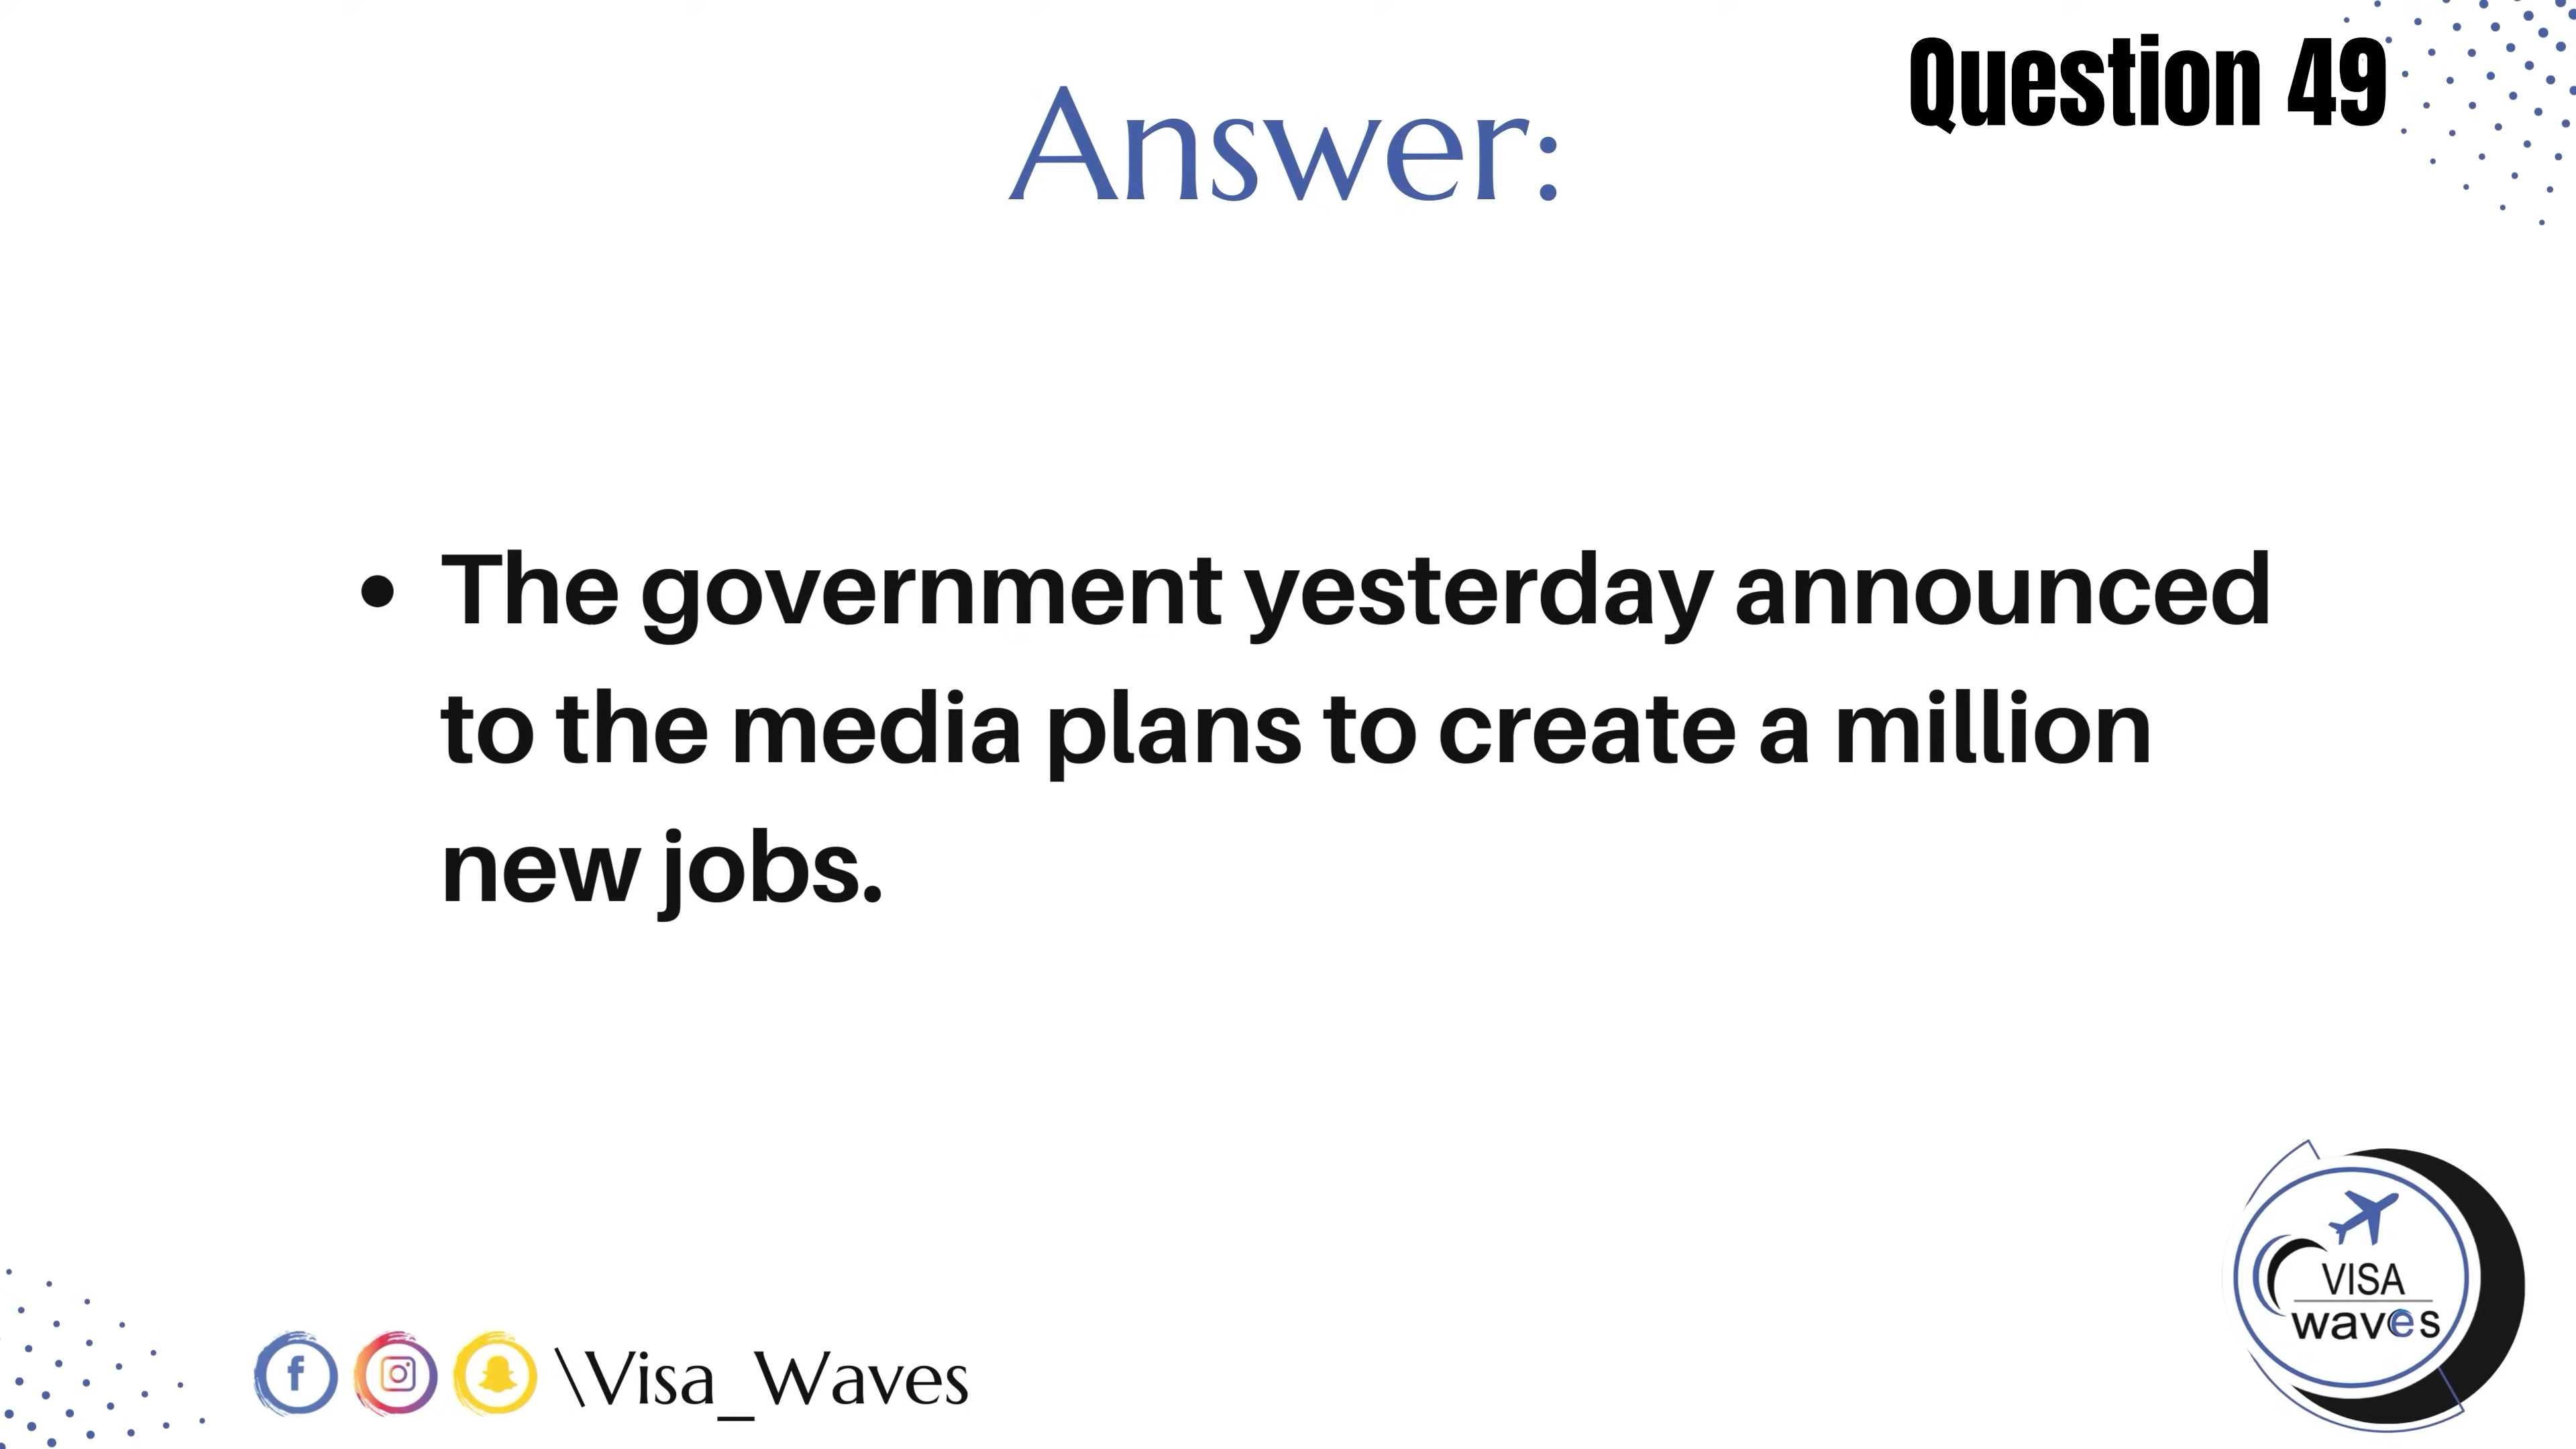 Question 49
Answer:
• The government yesterday announced
to the media plans to create a million
new jobs.
\Visa_Waves
VISA
waves